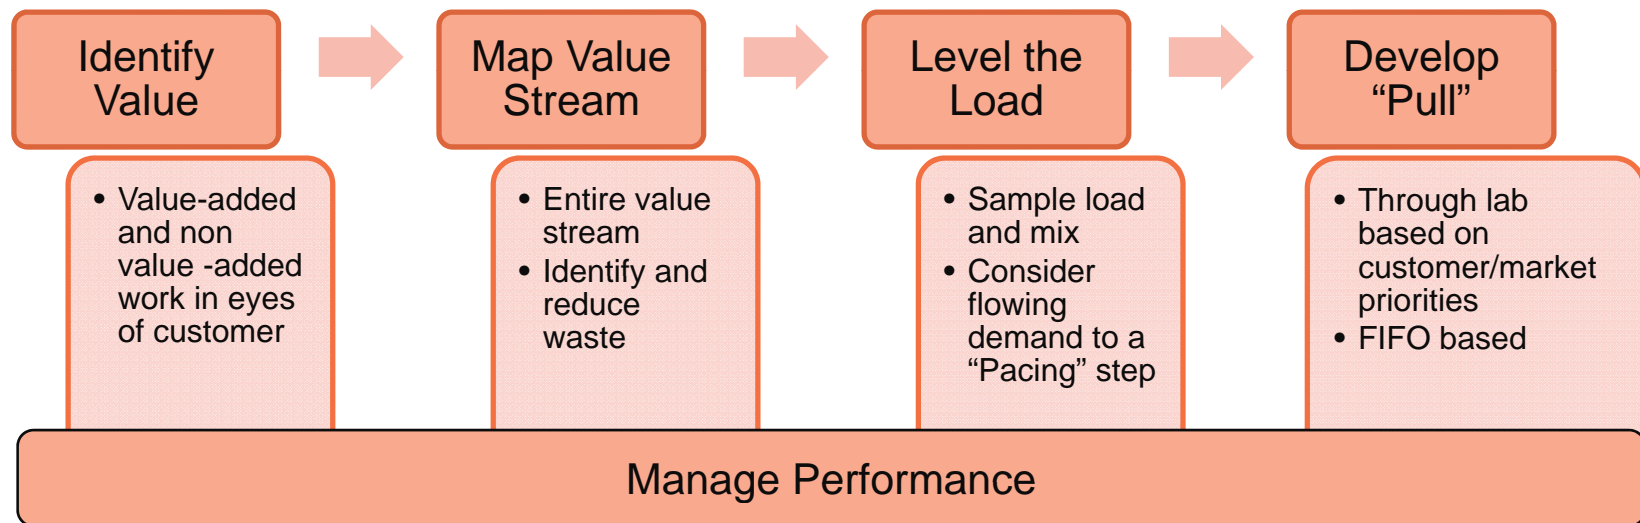 Identify
Value
Map Value
Stream
Level the
Load
Develop
“Pull”
• Value-added
and non
value -added
work in eyes
of customer
• Entire value
stream
• Identify and
reduce
waste
• Sample load
and mix
• Consider
flowing
demand to a
“Pacing” step
• Through lab
based on
customer/market
priorities
• FIFO based
Manage Performance